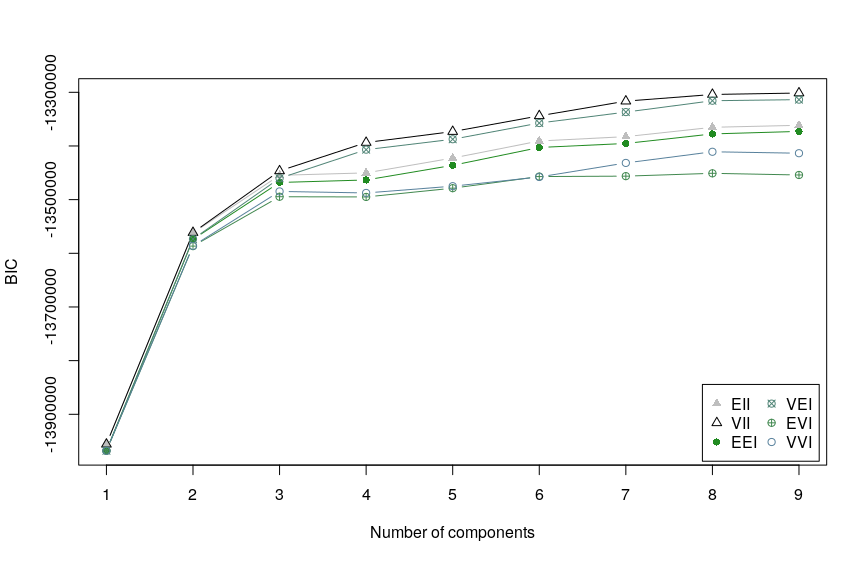 BIC
-13300000
-13500000
-13700000
-13900000
1 2 3 4 5 6 7 8 9
Number of components
EII VEI
VII EVI
EEI VVI